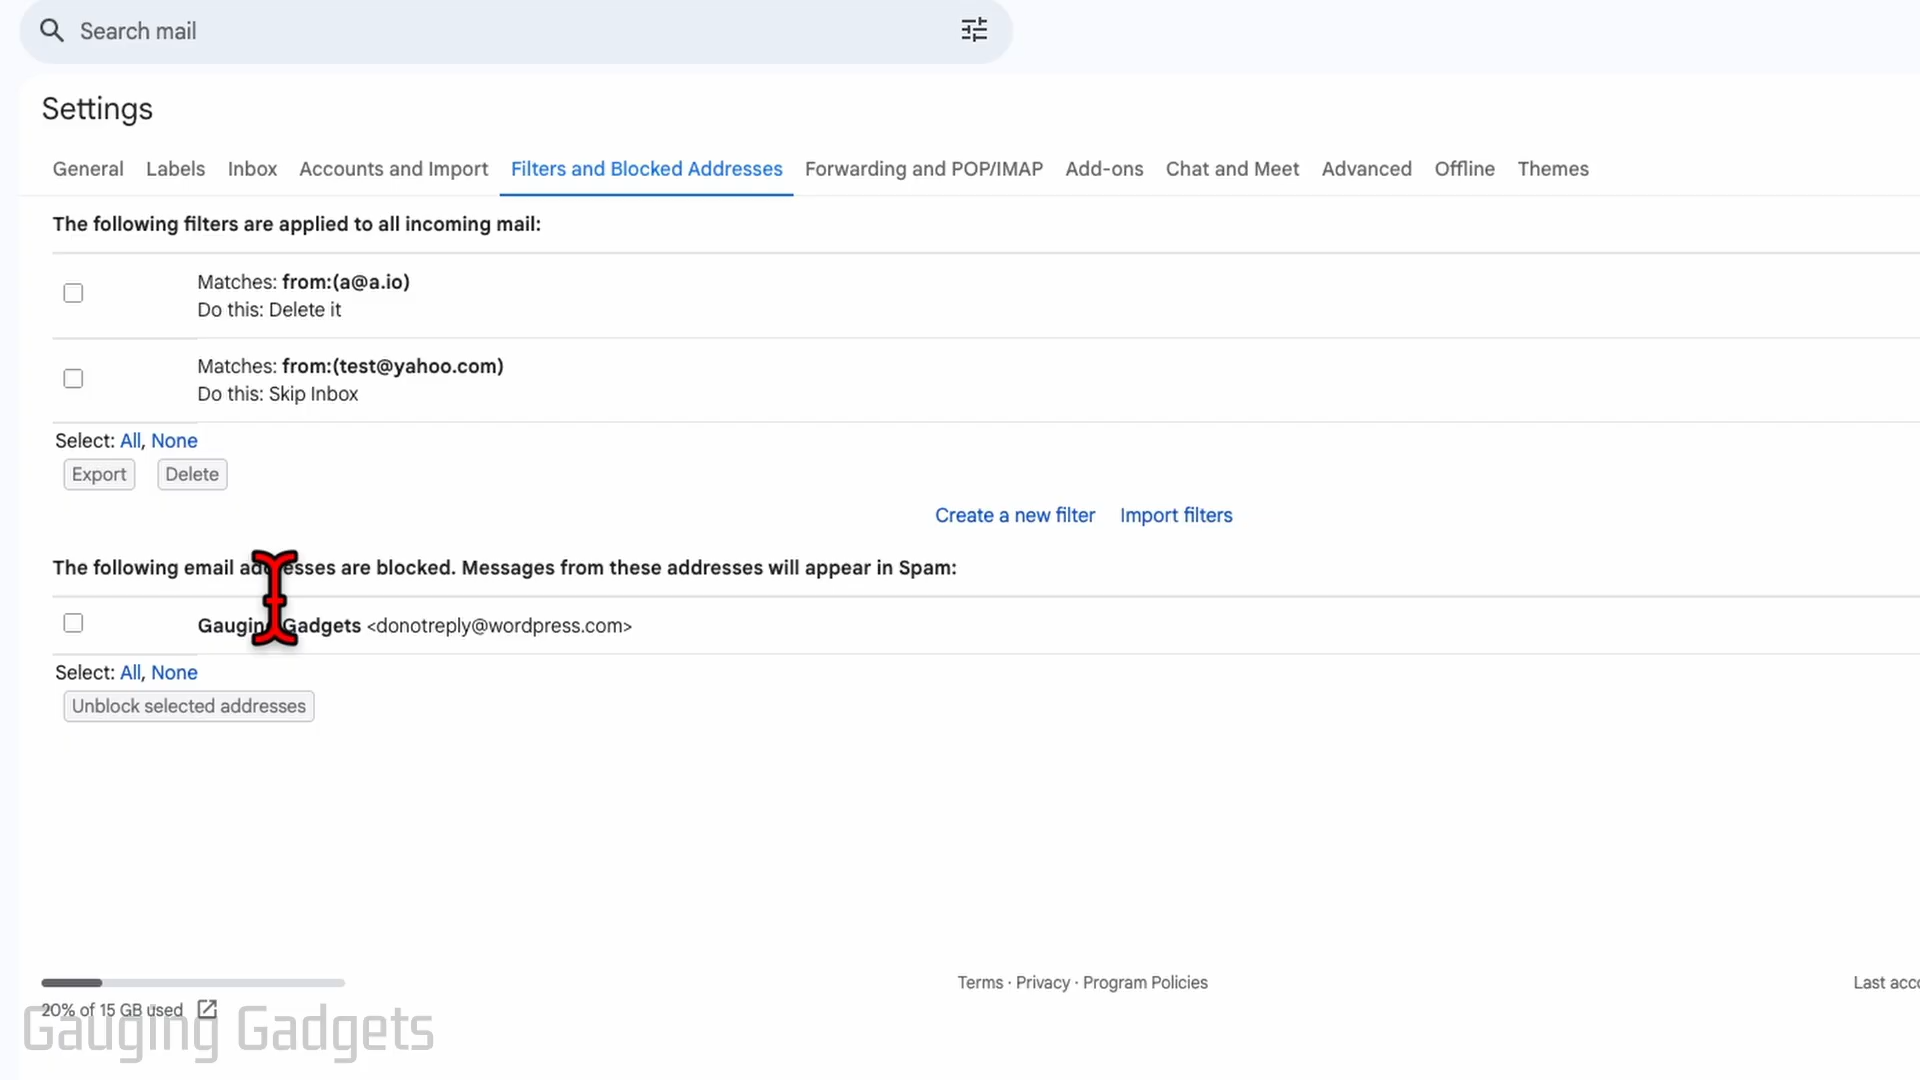 Search mail
Settings
General Labels Inbox Accounts and Import Filters and Blocked Addresses Forwarding and POP/IMAP Add-ons Chat and Meet Advanced Offline Themes
The following filters are applied to all incoming mail:
Matches: from:(a@a.io)
Do this: Delete it
Matches: from:(test@yahoo.com)
Do this: Skip Inbox
Select: All, None
Export Delete
Create a new filter Import filters
The following email addresses are blocked. Messages from these addresses will appear in Spam:
Gauging Gadgets <donotreply@wordpress.com>
Select: All, None
Unblock selected addresses
Terms · Privacy · Program Policies
Last acco
20% of 15 GB used
Gauging Gadgets